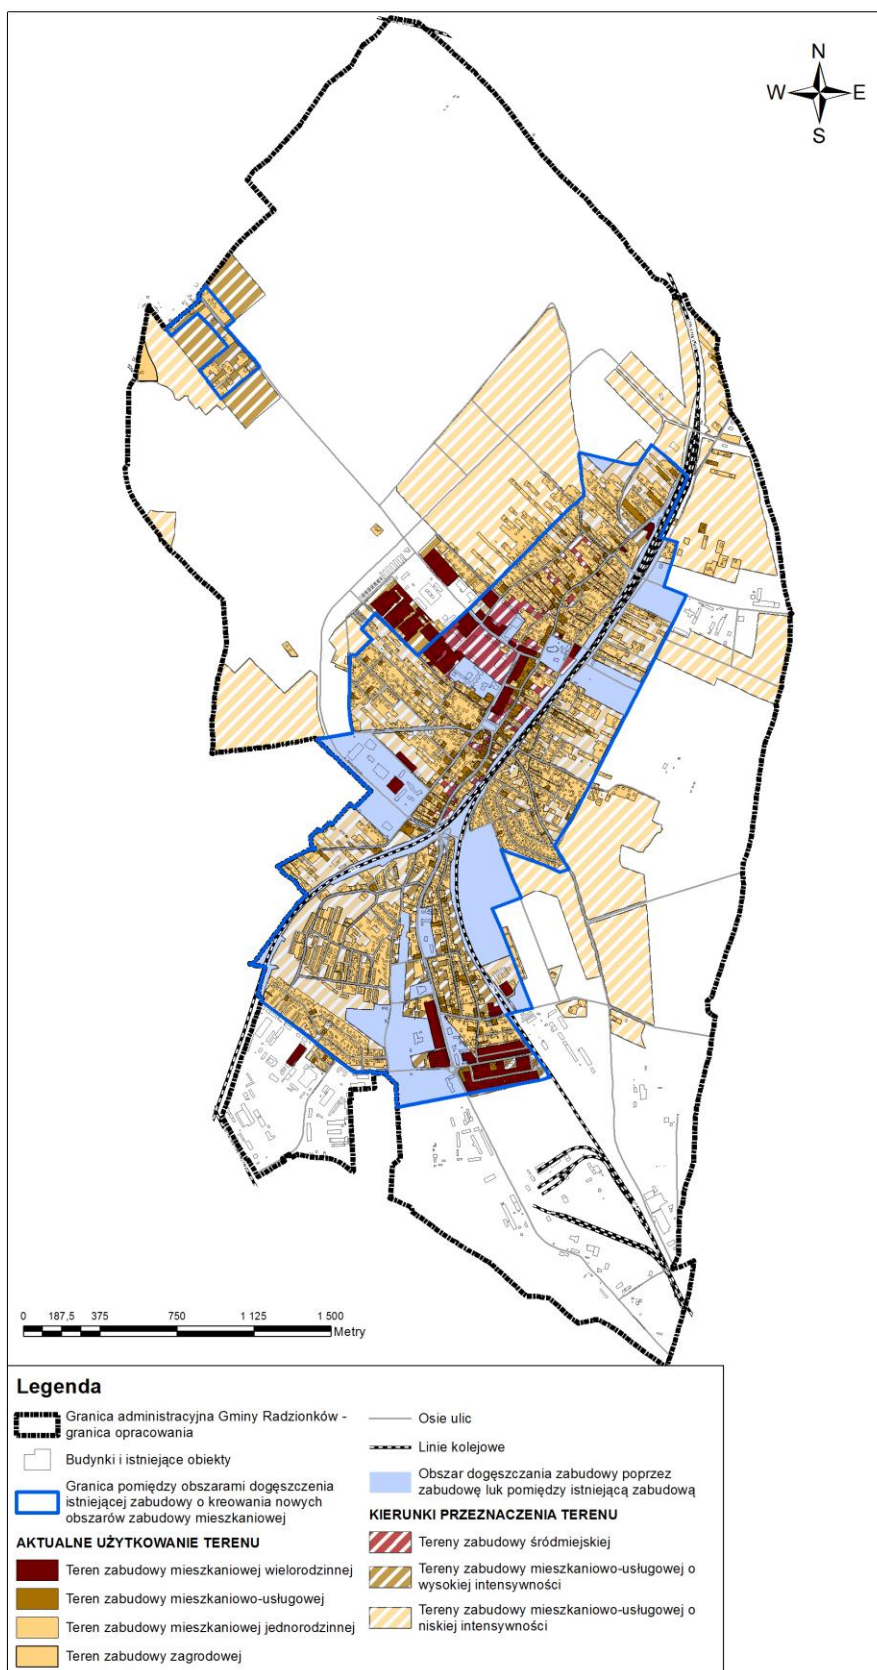 N
W E
S
0 187,5 375 750 1 125 1 500
Metry
Legenda
Granica administracyjna Gminy Radzionków -
granica opracowania
Budynki i istniejące obiekty
Granica pomiędzy obszarami dogęszczenia
istniejącej zabudowy o kreowania nowych
obszarów zabudowy mieszkaniowej
AKTUALNE UŻYTKOWANIE TERENU
Teren zabudowy mieszkaniowej wielorodzinnej
Teren zabudowy mieszkaniowo-usługowej
Teren zabudowy mieszkaniowej jednorodzinnej
Teren zabudowy zagrodowej
Osie ulic
Linie kolejowe
Obszar dogęszczania zabudowy poprzez
zabudowę luk pomiędzy istniejącą zabudową
KIERUNKI PRZEZNACZENIA TERENU
Tereny zabudowy śródmiejskiej
Tereny zabudowy mieszkaniowo-usługowej o
wysokiej intensywności
Tereny zabudowy mieszkaniowo-usługowej o
niskiej intensywności